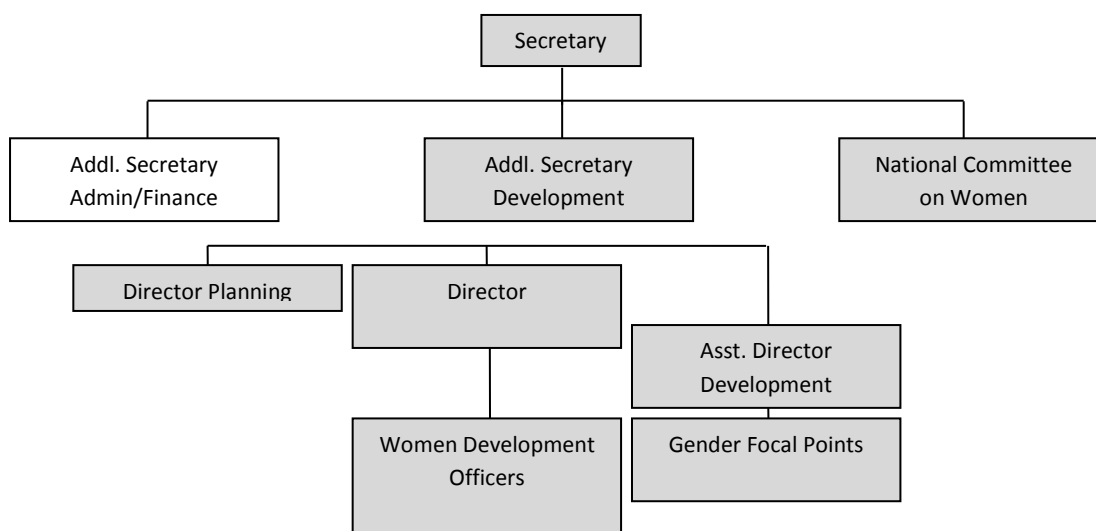 Secretary
Addl. Secretary
Admin/Finance
Addl. Secretary
Development
National Committee
on Women
Director Planning
Director
Asst. Director
Development
Women Development
Officers
Gender Focal Points